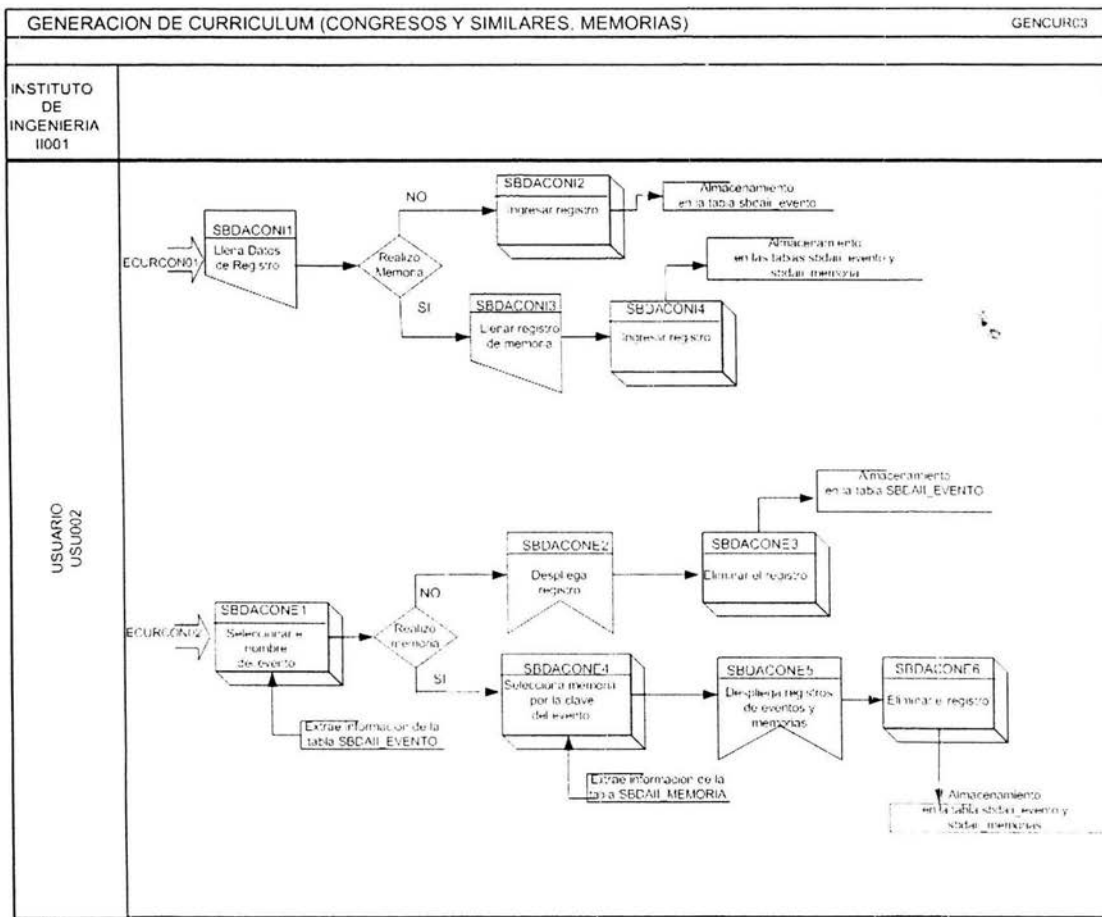 GENERACION DE CURRICULUM (CONGRESOS Y SIMILARES. MEMORIAS)
GENCUR03
INSTITUTO
DE
INGENIERIA
II001
USUARIO
USU002
ECURCON01
SBDACONI1
Llena Datos
de Registro
Realizo
Memoria
NO
SBDACONI2
Ingresar registro
Almacenamiento
en la tabla sbdaii_evento
SI
SBDACONI3
Llenar registro
de memoria
SBDACONI4
Ingresar registro
Almacenamiento
en las tablas sbdaii_evento y
sbdaii_memoria
ECURCON02
SBDACONE1
Seleccionar el
nombre
del evento
Extrae informacion de la
tabla SBDAII_EVENTO
Realizo
memoria
NO
SBDACONE2
Despliega
registro
SBDACONE3
Eliminar el registro
Almacenamiento
en la tabla SBDAII_EVENTO
SI
SBDACONE4
Selecciona memoria
por la clave
del evento
Extrae informacion de la
tabla SBDAII_MEMORIA
SBDACONE5
Despliega registros
de eventos y
memorias
SBDACONE6
Eliminar el registro
Almacenamiento
en la tabla sbdaii_evento y
sbdaii_memorias